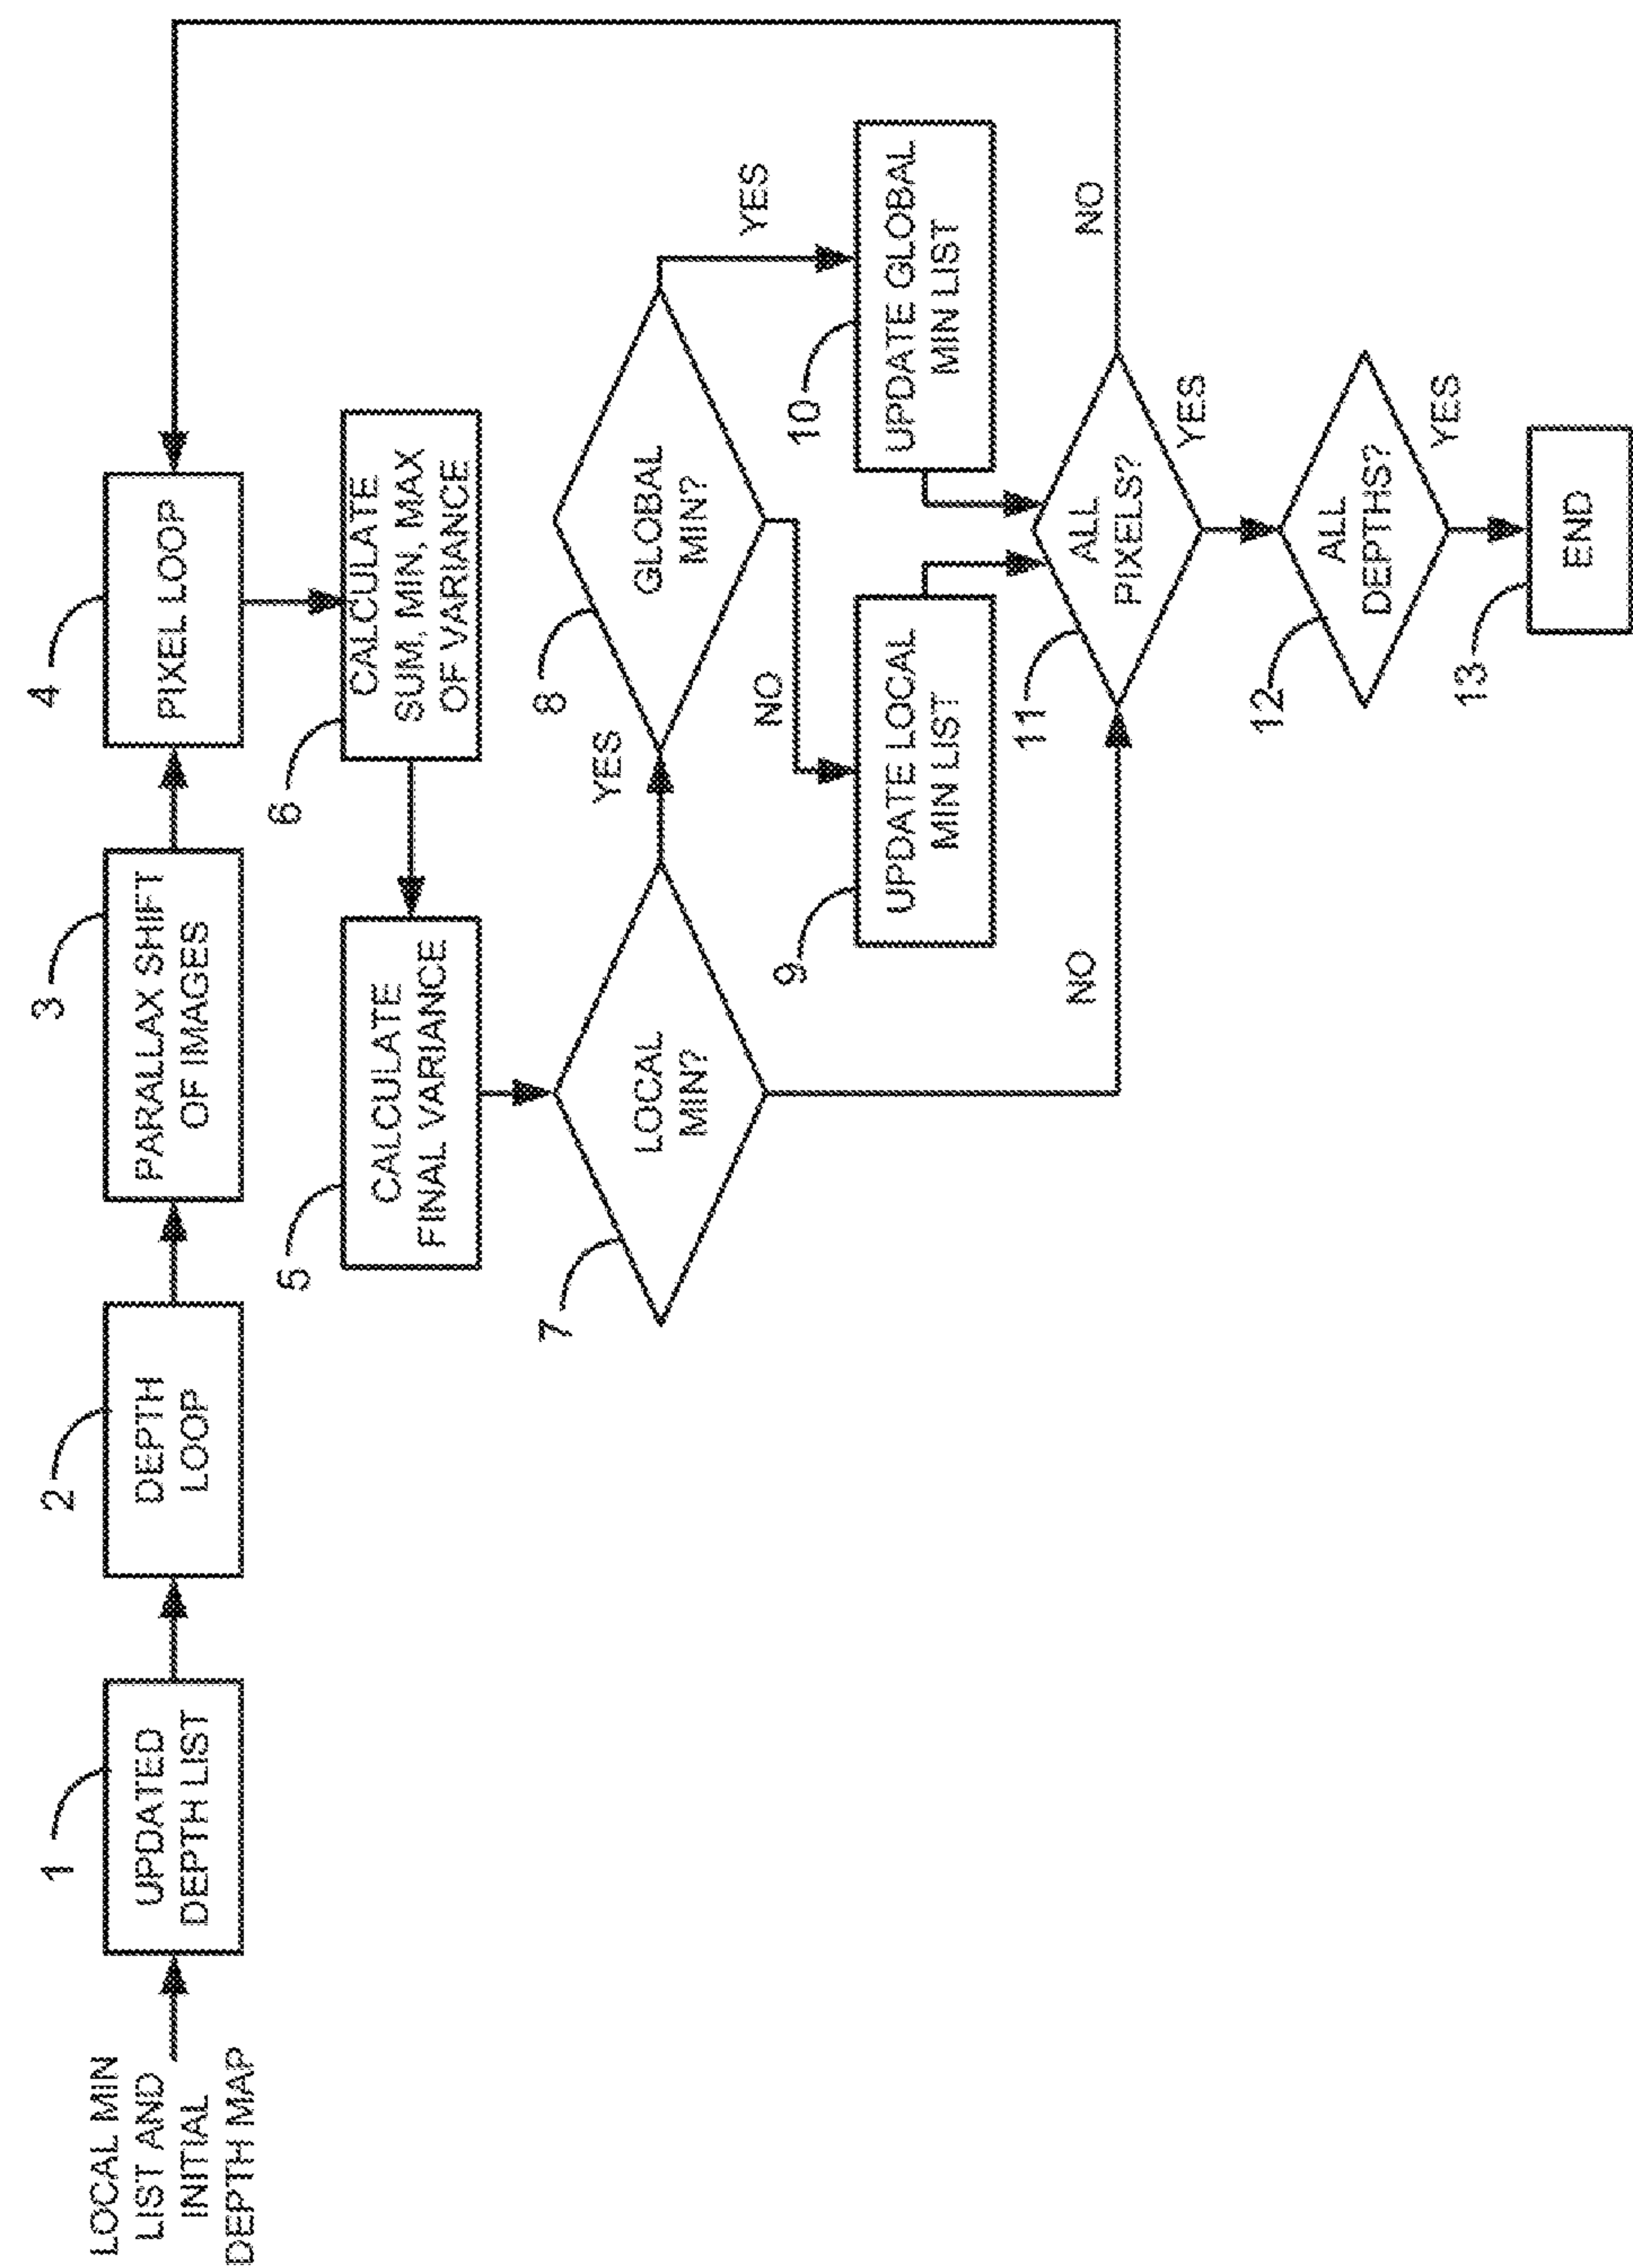 LOCAL MIN
LIST AND
INITIAL
DEPTH MAP
1
UPDATED
DEPTH LIST
2
DEPTH
LOOP
3
PARALLAX SHIFT
OF IMAGES
4
PIXEL LOOP
5
CALCULATE
FINAL VARIANCE
6
CALCULATE
SUM, MIN, MAX
OF VARIANCE
7
LOCAL
MIN?
YES
NO
8
GLOBAL
MIN?
YES
NO
9
UPDATE LOCAL
MIN LIST
10
UPDATE GLOBAL
MIN LIST
11
ALL
PIXELS?
NO
YES
12
ALL
DEPTHS?
YES
13
END